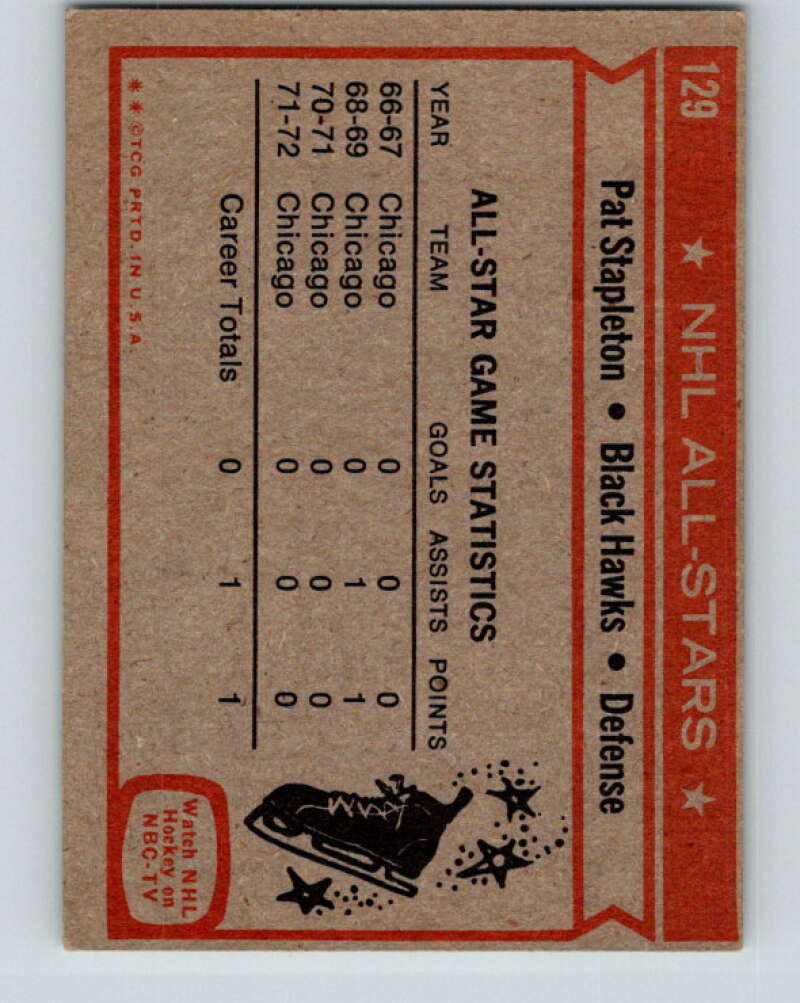 129 ★ NHL ALL-STARS ★
Pat Stapleton • Black Hawks • Defense
ALL-STAR GAME STATISTICS
YEAR TEAM GOALS ASSISTS POINTS
66-67 Chicago 0 0 0
68-69 Chicago 0 1 1
70-71 Chicago 0 0 0
71-72 Chicago 0 0 0
Career Totals 0 1 1
Watch NHL
Hockey on
NBC-TV
✶ ✶ ©TCG PRTD. IN U.S.A.